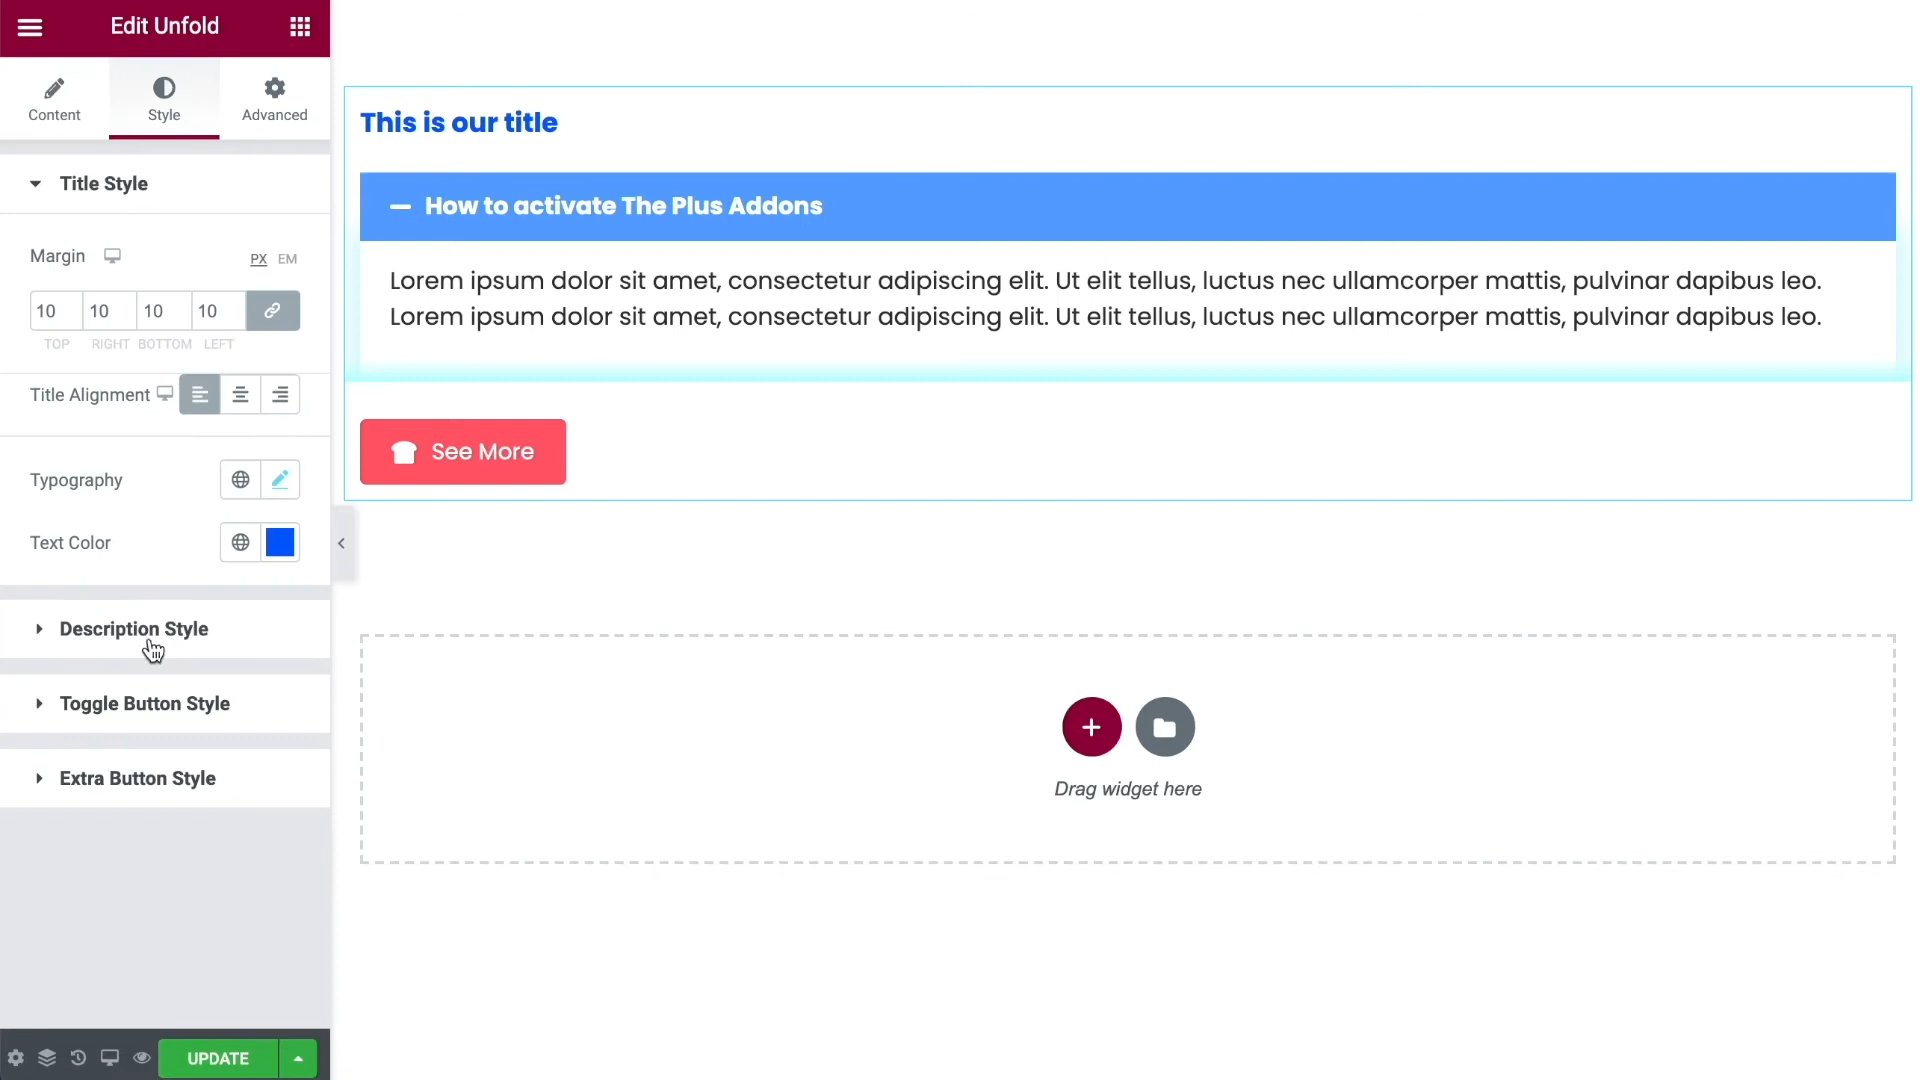 Edit Unfold
Content
Style
Advanced
Title Style
Margin
PX EM
10 10 10 10
TOP RIGHT BOTTOM LEFT
Title Alignment
Typography
Text Color
Description Style
Toggle Button Style
Extra Button Style
UPDATE
This is our title
How to activate The Plus Addons
Lorem ipsum dolor sit amet, consectetur adipiscing elit. Ut elit tellus, luctus nec ullamcorper mattis, pulvinar dapibus leo.
Lorem ipsum dolor sit amet, consectetur adipiscing elit. Ut elit tellus, luctus nec ullamcorper mattis, pulvinar dapibus leo.
See More
Drag widget here